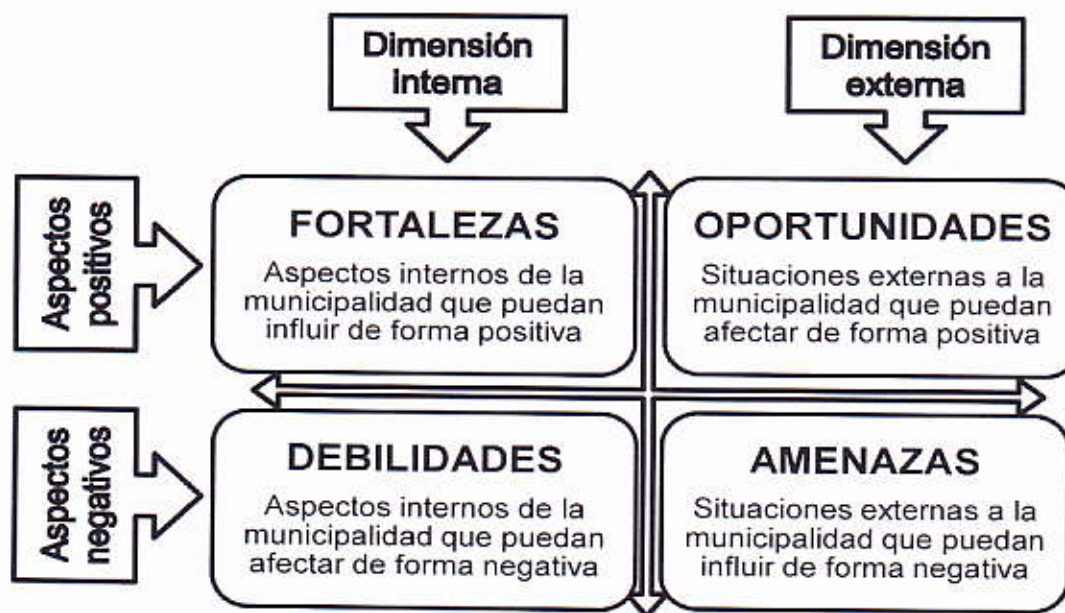 Dimensión
interna
Dimensión
externa
Aspectos
positivos
FORTALEZAS
Aspectos internos de la
municipalidad que puedan
influir de forma positiva
OPORTUNIDADES
Situaciones externas a la
municipalidad que puedan
afectar de forma positiva
Aspectos
negativos
DEBILIDADES
Aspectos internos de la
municipalidad que puedan
afectar de forma negativa
AMENAZAS
Situaciones externas a la
municipalidad que puedan
influir de forma negativa